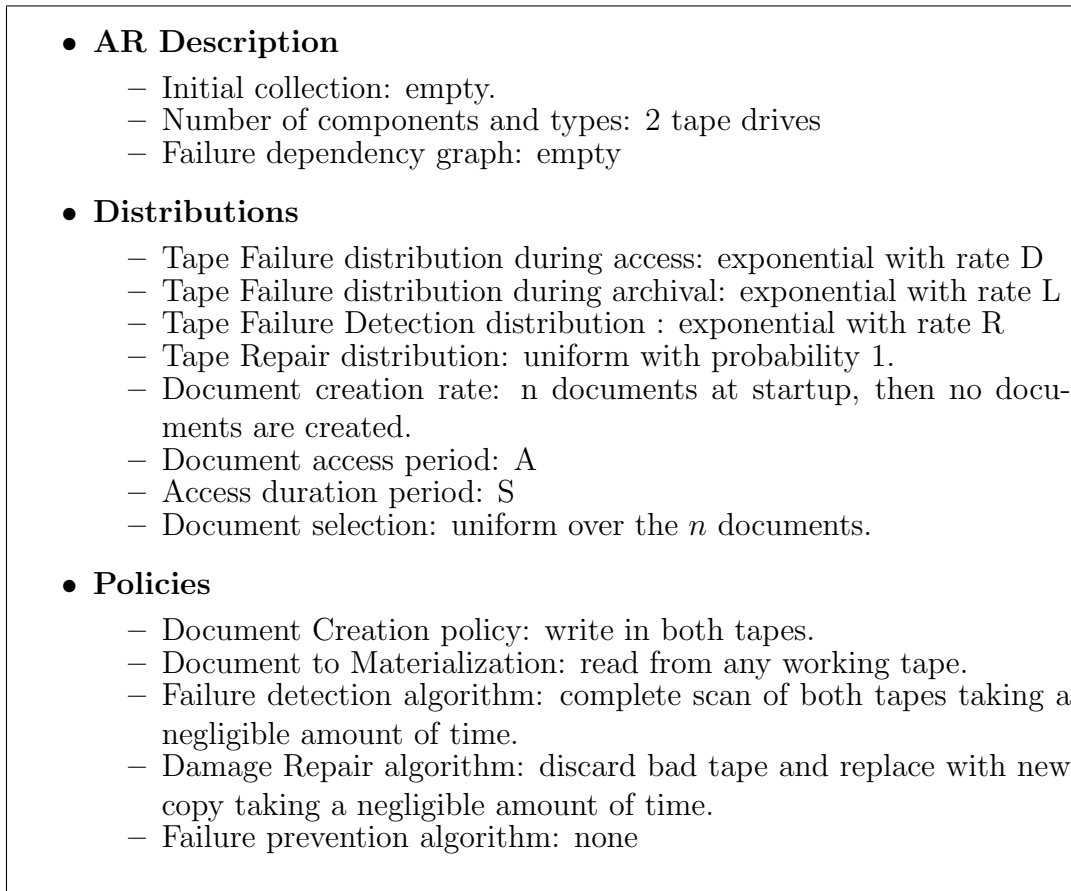 • AR Description
– Initial collection: empty.
– Number of components and types: 2 tape drives
– Failure dependency graph: empty
• Distributions
– Tape Failure distribution during access: exponential with rate D
– Tape Failure distribution during archival: exponential with rate L
– Tape Failure Detection distribution : exponential with rate R
– Tape Repair distribution: uniform with probability 1.
– Document creation rate: n documents at startup, then no docu-
ments are created.
– Document access period: A
– Access duration period: S
– Document selection: uniform over the n documents.
• Policies
– Document Creation policy: write in both tapes.
– Document to Materialization: read from any working tape.
– Failure detection algorithm: complete scan of both tapes taking a
negligible amount of time.
– Damage Repair algorithm: discard bad tape and replace with new
copy taking a negligible amount of time.
– Failure prevention algorithm: none